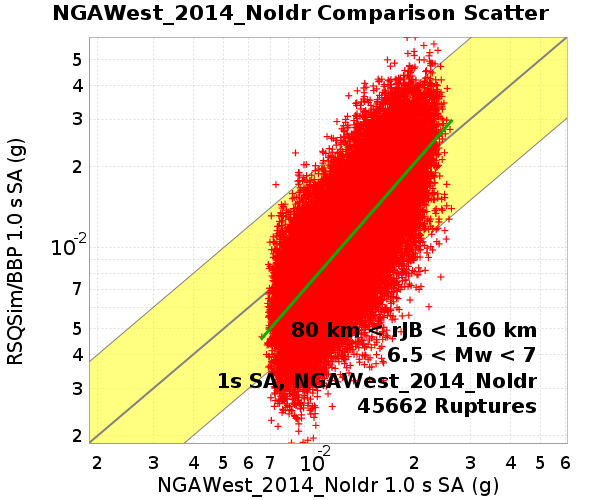 NGAWest_2014_NoIdr Comparison Scatter
RSQSim/BBP 1.0 s SA (g)
5
4
3
2
10-2
7
5
4
3
2
80 km < rJB < 160 km
6.5 < Mw < 7
1s SA, NGAWest_2014_NoIdr
45662 Ruptures
2 3 4 5 6 7 10-2 2 3 4 5 6
NGAWest_2014_NoIdr 1.0 s SA (g)